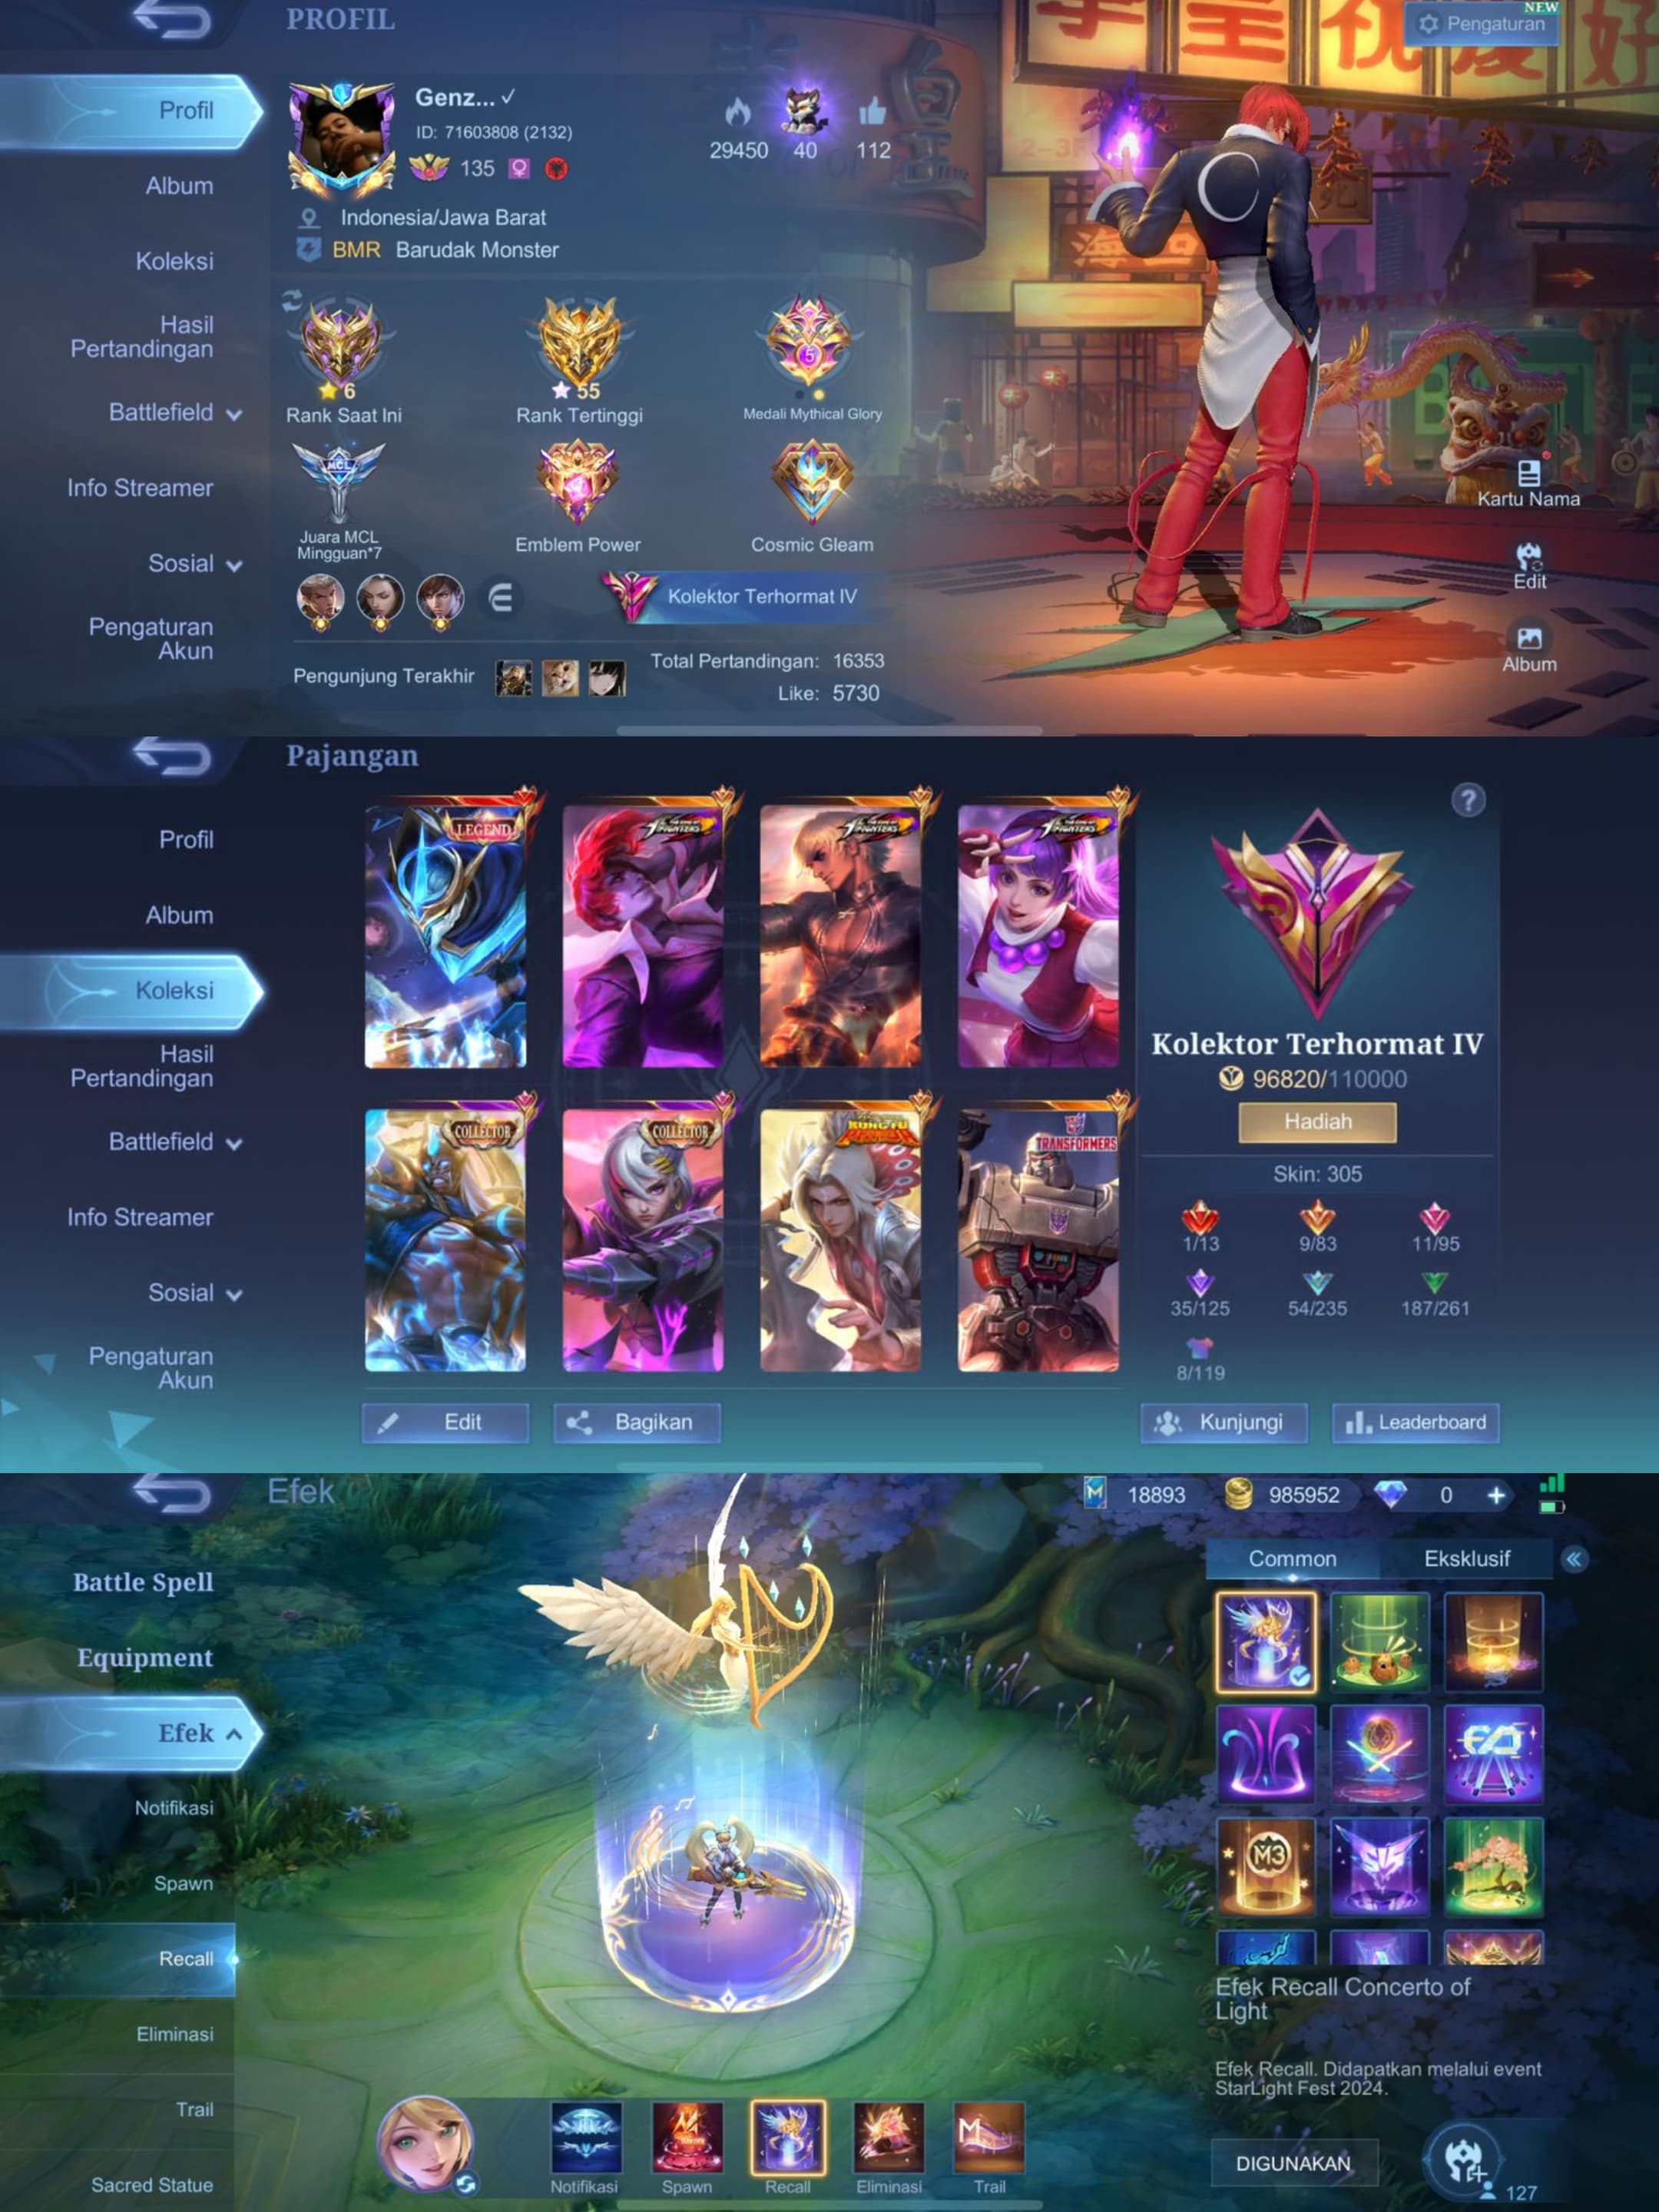 PROFIL
NEW
Pengaturan
Profil
Album
Koleksi
Hasil
Pertandingan
Battlefield
Info Streamer
Sosial
Pengaturan
Akun
Genz... ✓
ID: 71603808 (2132)
135
29450
40
112
Indonesia/Jawa Barat
BMR Barudak Monster
6
Rank Saat Ini
55
Rank Tertinggi
5
Medali Mythical Glory
MCL
Juara MCL
Mingguan*7
Emblem Power
Cosmic Gleam
Kolektor Terhormat IV
Pengunjung Terakhir
Total Pertandingan: 16353
Like: 5730
Kartu Nama
Edit
Album
Pajangan
Profil
Album
Koleksi
Hasil
Pertandingan
Battlefield
Info Streamer
Sosial
Pengaturan
Akun
LEGEND
COLLECTOR
COLLECTOR
KUNG FU
PANDA
TRANSFORMERS
?
Kolektor Terhormat IV
96820/110000
Hadiah
Skin: 305
1/13
9/83
11/95
35/125
54/235
187/261
8/119
Edit
Bagikan
Kunjungi
Leaderboard
Efek
18893
985952
0
+
Battle Spell
Equipment
Efek
Notifikasi
Spawn
Recall
Eliminasi
Trail
Sacred Statue
Common
Eksklusif
M3
Efek Recall Concerto of
Light
Efek Recall. Didapatkan melalui event
StarLight Fest 2024.
DIGUNAKAN
127
Notifikasi
Spawn
Recall
Eliminasi
Trail